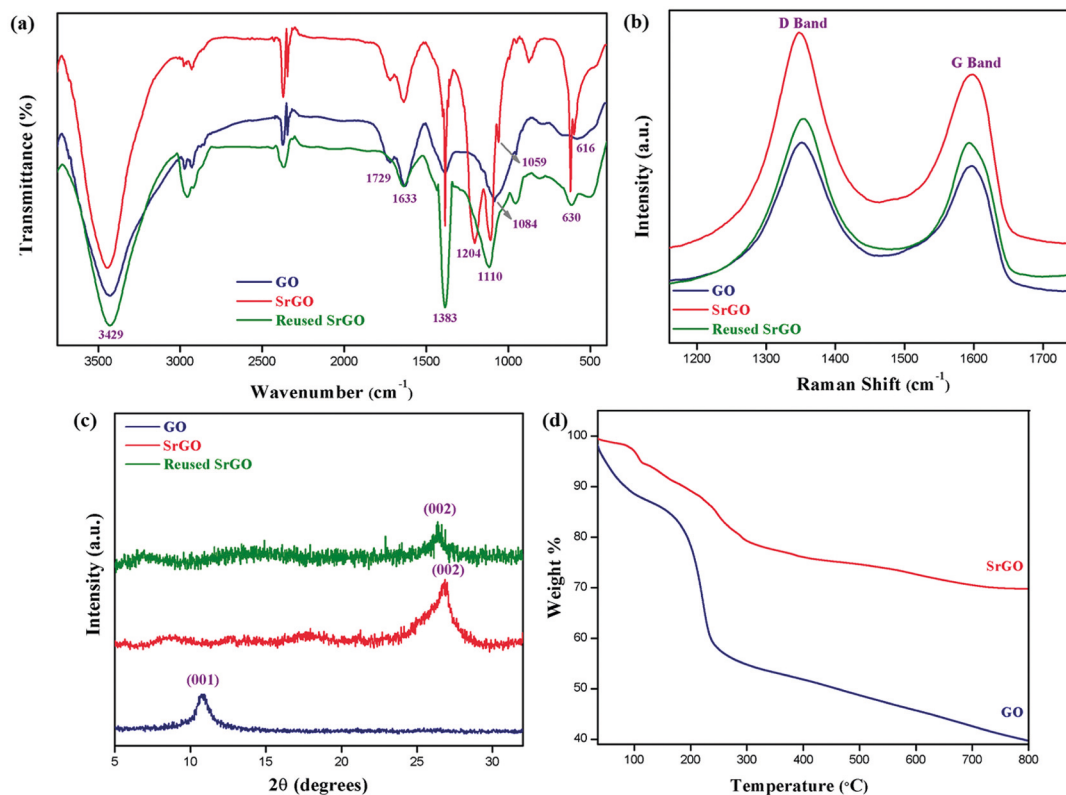 (a)
Transmittance (%)
3429
1729
1633
1383
1204
1110
1084
1059
630
616
GO
SrGO
Reused SrGO
3500 3000 2500 2000 1500 1000 500
Wavenumber (cm⁻¹)
(b)
D Band
G Band
Intensity (a.u.)
GO
SrGO
Reused SrGO
1200 1300 1400 1500 1600 1700
Raman Shift (cm⁻¹)
(c)
GO
SrGO
Reused SrGO
(002)
(002)
(001)
Intensity (a.u.)
5 10 15 20 25 30
2θ (degrees)
(d)
100
90
80
70
60
50
40
Weight %
SrGO
GO
100 200 300 400 500 600 700 800
Temperature (°C)